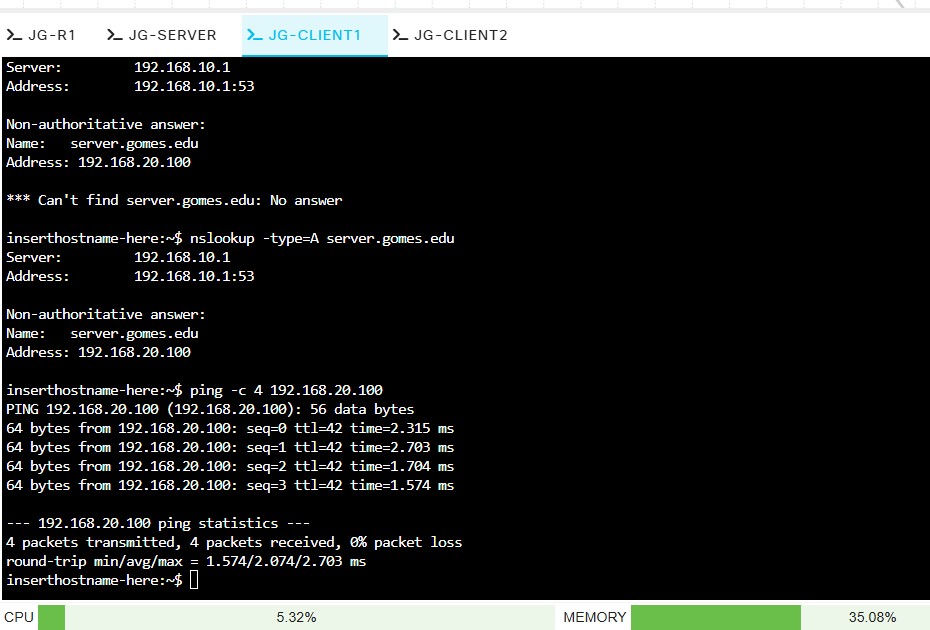 >_ JG-R1 >_ JG-SERVER >_ JG-CLIENT1 >_ JG-CLIENT2
Server: 192.168.10.1
Address: 192.168.10.1:53
Non-authoritative answer:
Name: server.gomes.edu
Address: 192.168.20.100
*** Can't find server.gomes.edu: No answer
inserthostname-here:~$ nslookup -type=A server.gomes.edu
Server: 192.168.10.1
Address: 192.168.10.1:53
Non-authoritative answer:
Name: server.gomes.edu
Address: 192.168.20.100
inserthostname-here:~$ ping -c 4 192.168.20.100
PING 192.168.20.100 (192.168.20.100): 56 data bytes
64 bytes from 192.168.20.100: seq=0 ttl=42 time=2.315 ms
64 bytes from 192.168.20.100: seq=1 ttl=42 time=2.703 ms
64 bytes from 192.168.20.100: seq=2 ttl=42 time=1.704 ms
64 bytes from 192.168.20.100: seq=3 ttl=42 time=1.574 ms
--- 192.168.20.100 ping statistics ---
4 packets transmitted, 4 packets received, 0% packet loss
round-trip min/avg/max = 1.574/2.074/2.703 ms
inserthostname-here:~$
CPU 5.32% MEMORY 35.08%